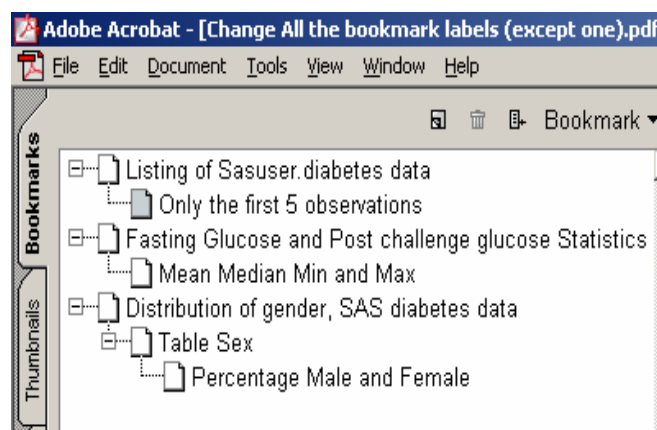 Adobe Acrobat - [Change All the bookmark labels (except one).pdf
File Edit Document Tools View Window Help
Bookmark
Bookmarks
Thumbnails
Listing of Sasuser.diabetes data
Only the first 5 observations
Fasting Glucose and Post challenge glucose Statistics
Mean Median Min and Max
Distribution of gender, SAS diabetes data
Table Sex
Percentage Male and Female